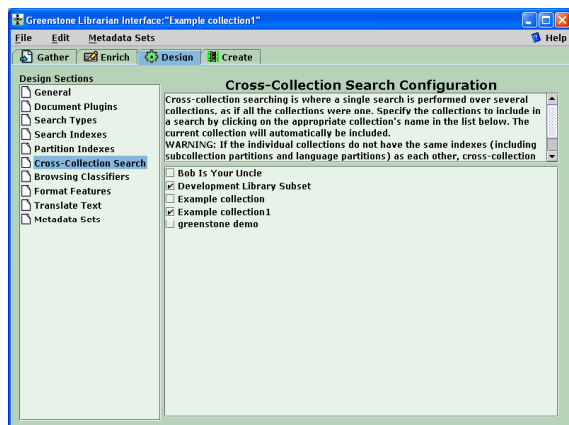 Greenstone Librarian Interface:"Example collection1"
File Edit Metadata Sets Help
Gather Enrich Design Create
Design Sections
General
Document Plugins
Search Types
Search Indexes
Partition Indexes
Cross-Collection Search
Browsing Classifiers
Format Features
Translate Text
Metadata Sets
Cross-Collection Search Configuration
Cross-collection searching is where a single search is performed over several
collections, as if all the collections were one. Specify the collections to include in
a search by clicking on the appropriate collection's name in the list below. The
current collection will automatically be included.
WARNING: If the individual collections do not have the same indexes (including
subcollection partitions and language partitions) as each other, cross-collection
Bob Is Your Uncle
Development Library Subset
Example collection
Example collection1
greenstone demo